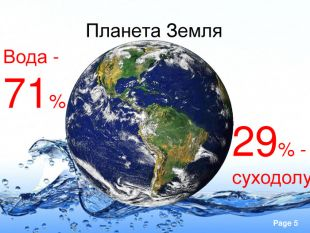 Планета Земля
Вода -
71%
29% -
суходолу
Page 5